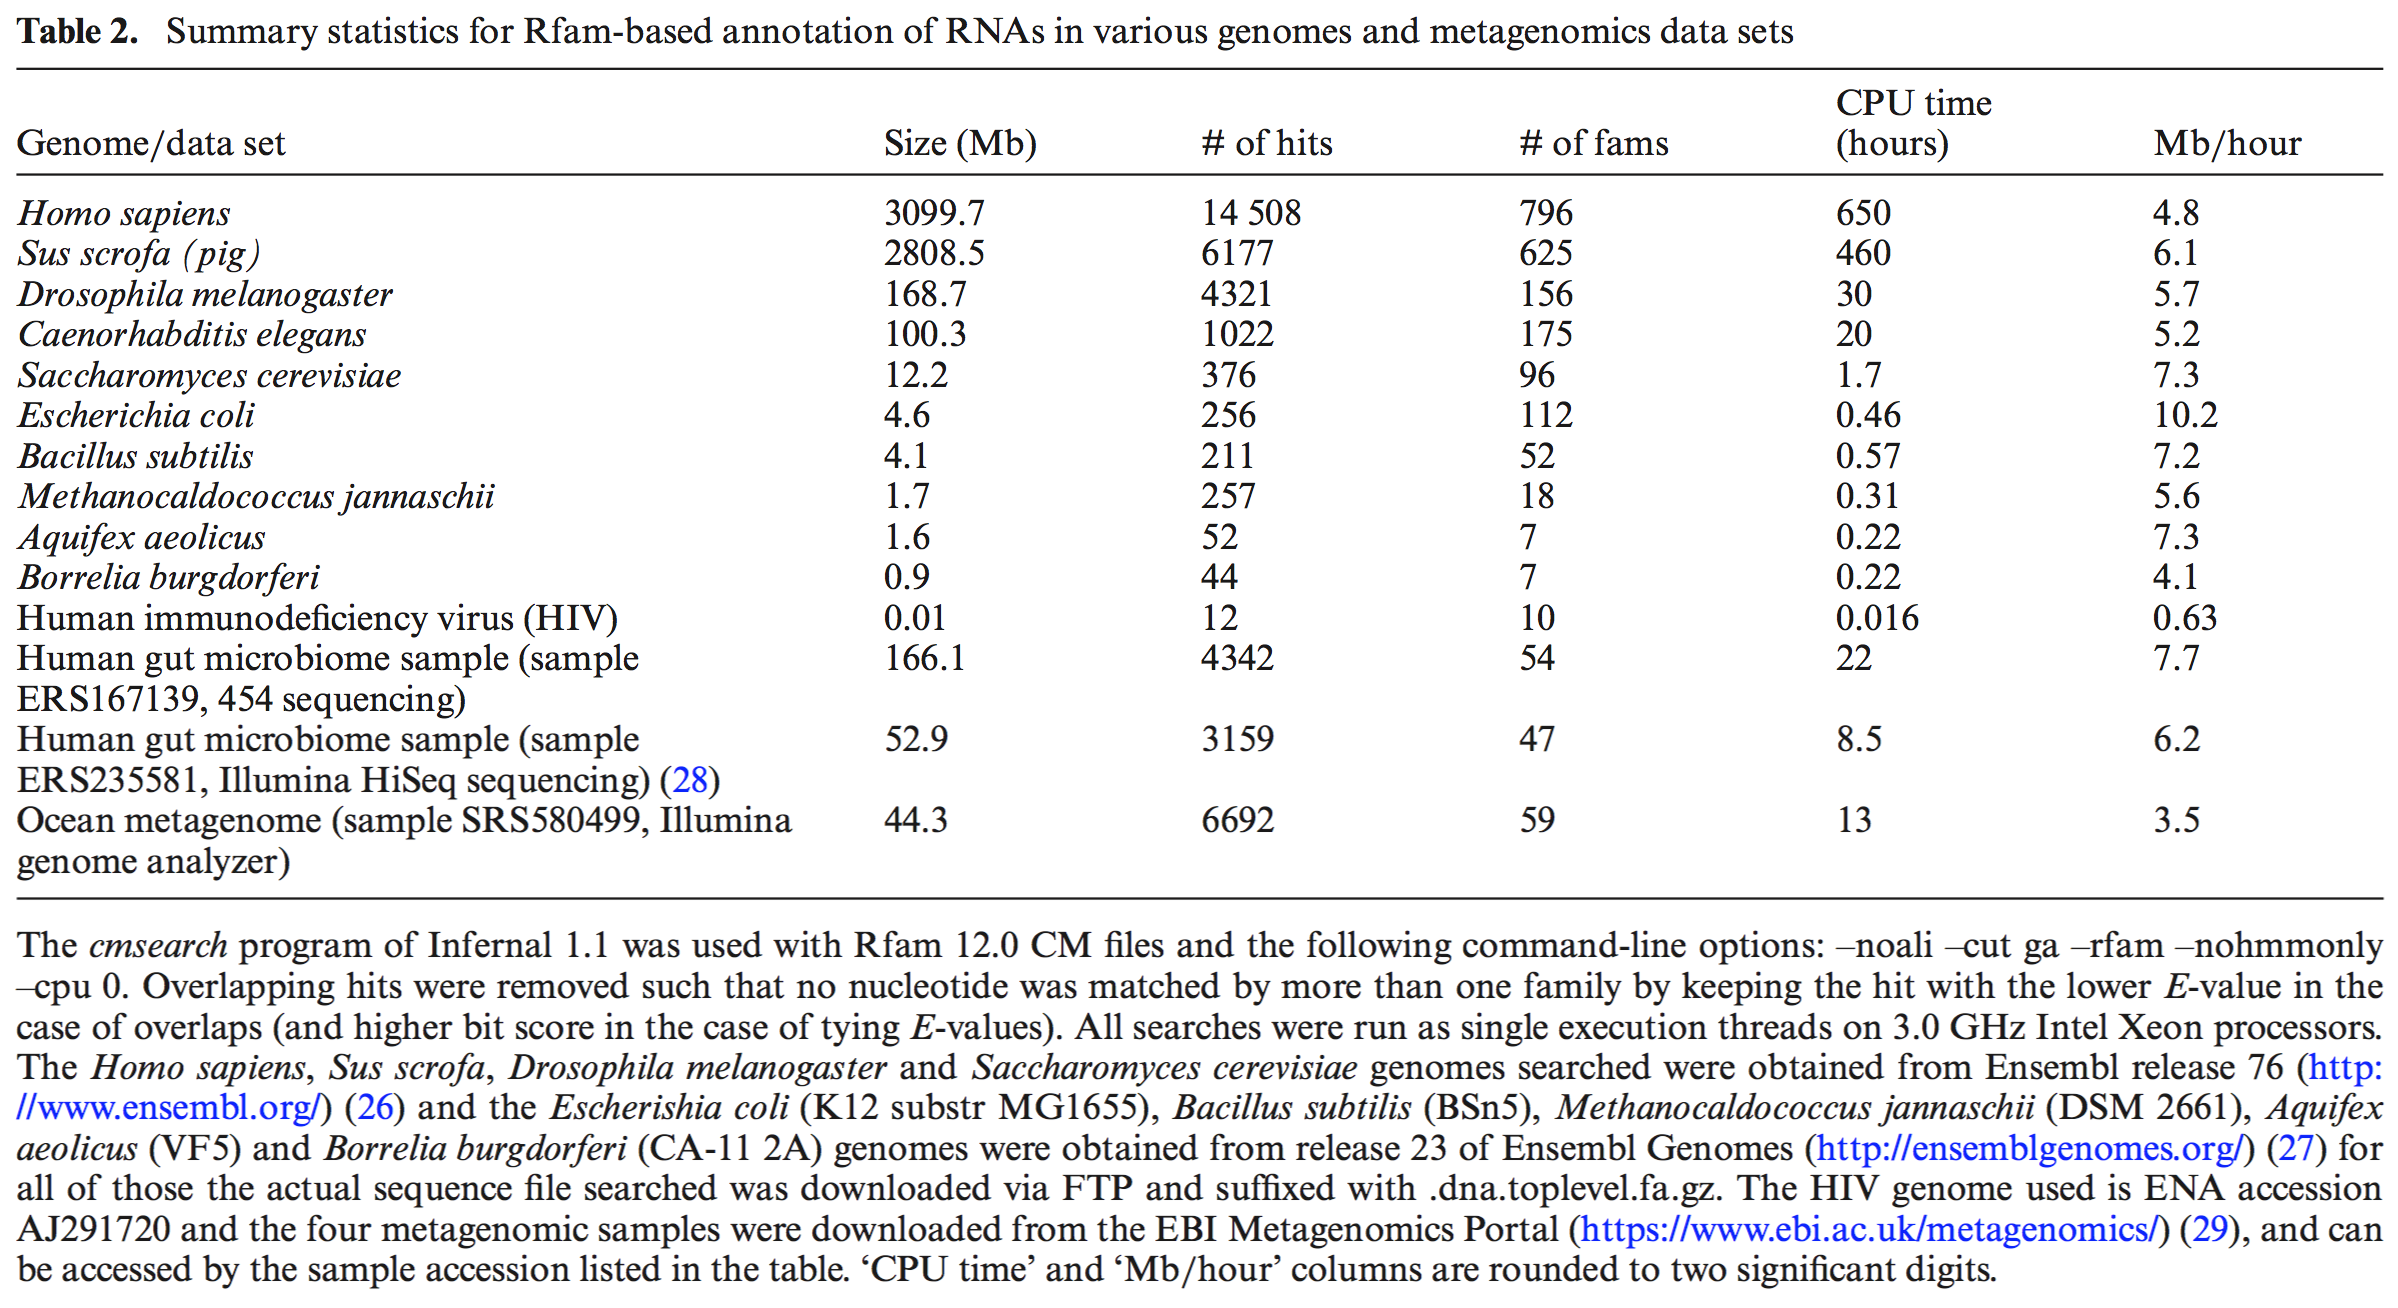 Table 2. Summary statistics for Rfam-based annotation of RNAs in various genomes and metagenomics data sets
Genome/data set Size (Mb) # of hits # of fams CPU time (hours) Mb/hour
Homo sapiens 3099.7 14 508 796 650 4.8
Sus scrofa (pig) 2808.5 6177 625 460 6.1
Drosophila melanogaster 168.7 4321 156 30 5.7
Caenorhabditis elegans 100.3 1022 175 20 5.2
Saccharomyces cerevisiae 12.2 376 96 1.7 7.3
Escherichia coli 4.6 256 112 0.46 10.2
Bacillus subtilis 4.1 211 52 0.57 7.2
Methanocaldococcus jannaschii 1.7 257 18 0.31 5.6
Aquifex aeolicus 1.6 52 7 0.22 7.3
Borrelia burgdorferi 0.9 44 7 0.22 4.1
Human immunodeficiency virus (HIV) 0.01 12 10 0.016 0.63
Human gut microbiome sample (sample 166.1 4342 54 22 7.7
ERS167139, 454 sequencing)
Human gut microbiome sample (sample 52.9 3159 47 8.5 6.2
ERS235581, Illumina HiSeq sequencing) (28)
Ocean metagenome (sample SRS580499, Illumina 44.3 6692 59 13 3.5
genome analyzer)
The cmsearch program of Infernal 1.1 was used with Rfam 12.0 CM files and the following command-line options: –noali –cut ga –rfam –nohmmonly
–cpu 0. Overlapping hits were removed such that no nucleotide was matched by more than one family by keeping the hit with the lower E-value in the
case of overlaps (and higher bit score in the case of tying E-values). All searches were run as single execution threads on 3.0 GHz Intel Xeon processors.
The Homo sapiens, Sus scrofa, Drosophila melanogaster and Saccharomyces cerevisiae genomes searched were obtained from Ensembl release 76 (http:
//www.ensembl.org/) (26) and the Escherishia coli (K12 substr MG1655), Bacillus subtilis (BSn5), Methanocaldococcus jannaschii (DSM 2661), Aquifex
aeolicus (VF5) and Borrelia burgdorferi (CA-11 2A) genomes were obtained from release 23 of Ensembl Genomes (http://ensemblgenomes.org/) (27) for
all of those the actual sequence file searched was downloaded via FTP and suffixed with .dna.toplevel.fa.gz. The HIV genome used is ENA accession
AJ291720 and the four metagenomic samples were downloaded from the EBI Metagenomics Portal (https://www.ebi.ac.uk/metagenomics/) (29), and can
be accessed by the sample accession listed in the table. ‘CPU time’ and ‘Mb/hour’ columns are rounded to two significant digits.